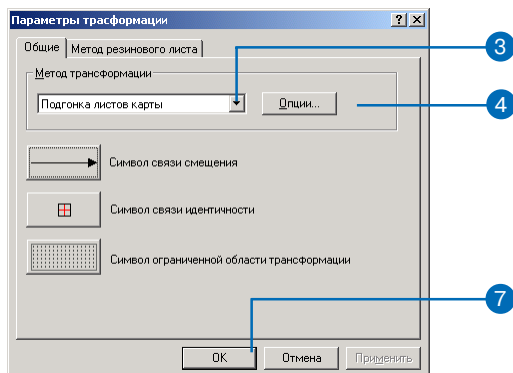 Параметры трасформации
? ×
Общие Метод резинового листа
3
Метод трансформации
Подгонка листов карты Опции...
4
Символ связи смещения
Символ связи идентичности
Символ ограниченной области трансформации
7
OK Отмена Применить